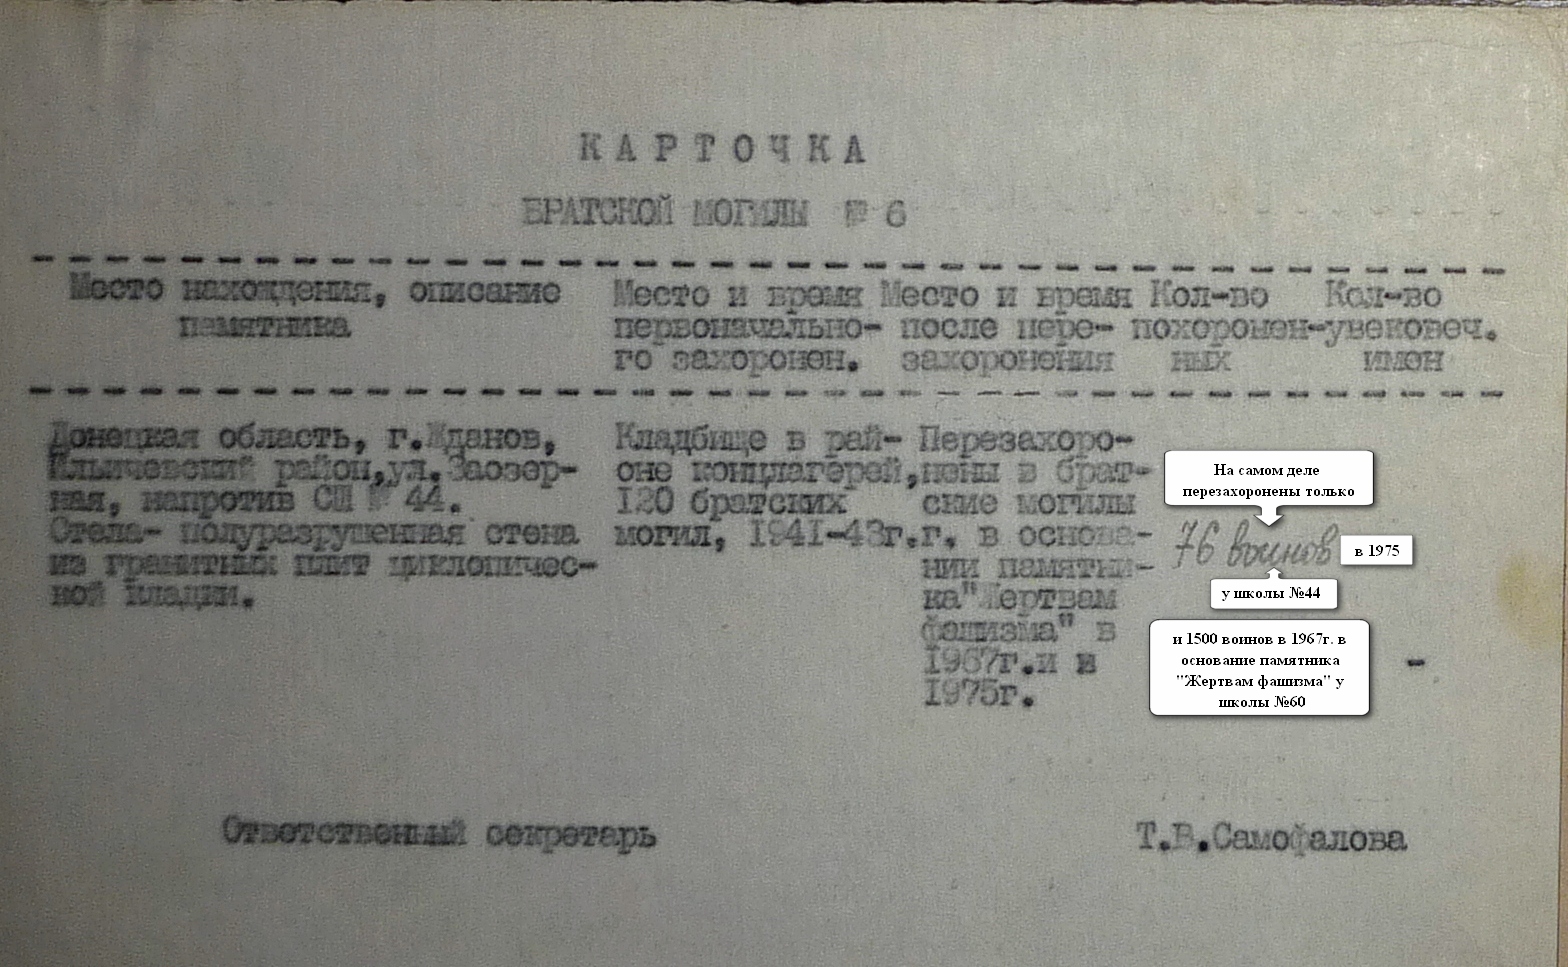 КАРТОЧКА
БРАТСКОЙ МОГИЛЫ № 6
Место нахождения, описание
памятника
Место и время
первоначально-
го захоронен.
Место и время
после пере-
захоронения
Кол-во
похоронен-
ных
Кол-во
увековеч.
имен
Донецкая область, г.Жданов,
Ильичевский район,ул.Заозер-
ная, напротив СШ № 44.
Стела- полуразрушенная стена
из гранитных плит циклопичес-
кой кладки.
Кладбище в рай-
оне концлагерей,
120 братских
могил, 1941-43г.г.
Перезахоро-
нены в брат-
ские могилы
в основа-
нии памятни-
ка"Жертвам
фашизма" в
1967г.и в
1975г.
На самом деле
перезахоронены только
76 воинов
в 1975
у школы №44
и 1500 воинов в 1967г. в
основание памятника
"Жертвам фашизма" у
школы №60
-
Ответственный секретарь
Т.В.Самофалова